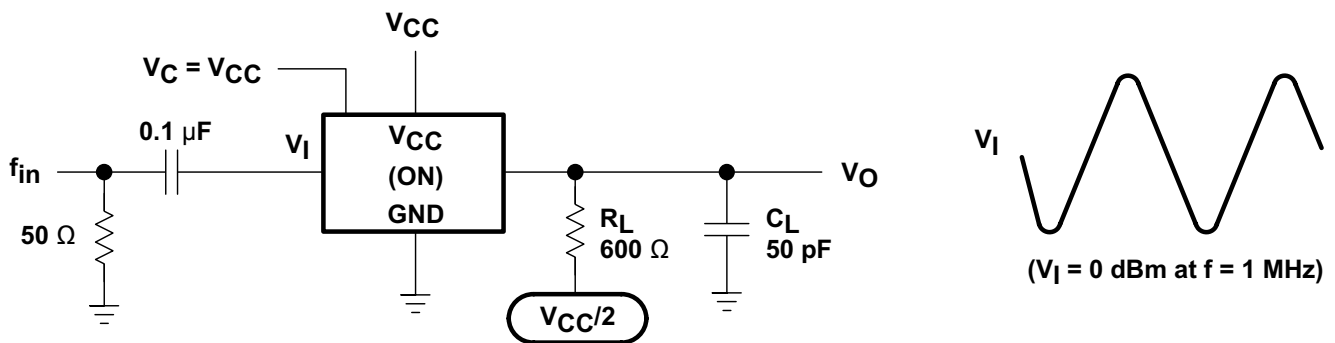 VCC
VC = VCC
0.1 µF
VI
VCC
(ON)
GND
fin
50 Ω
VO
RL
600 Ω
CL
50 pF
VCC/2
VI
(VI = 0 dBm at f = 1 MHz)